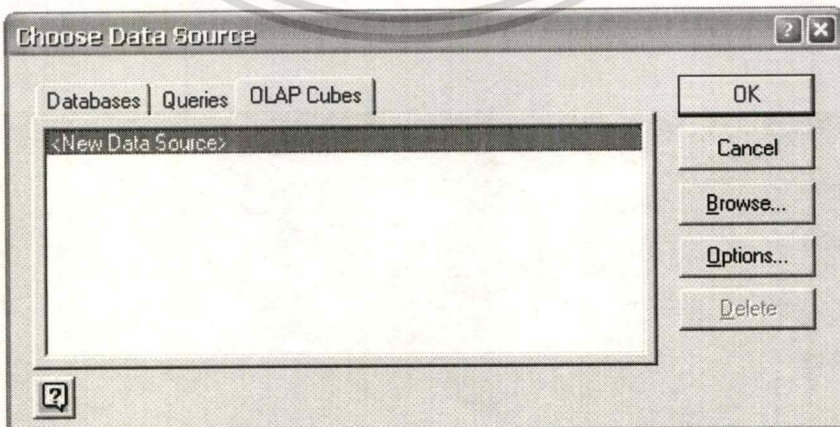 Choose Data Source
Databases Queries OLAP Cubes
<New Data Source>
OK
Cancel
Browse...
Options...
Delete